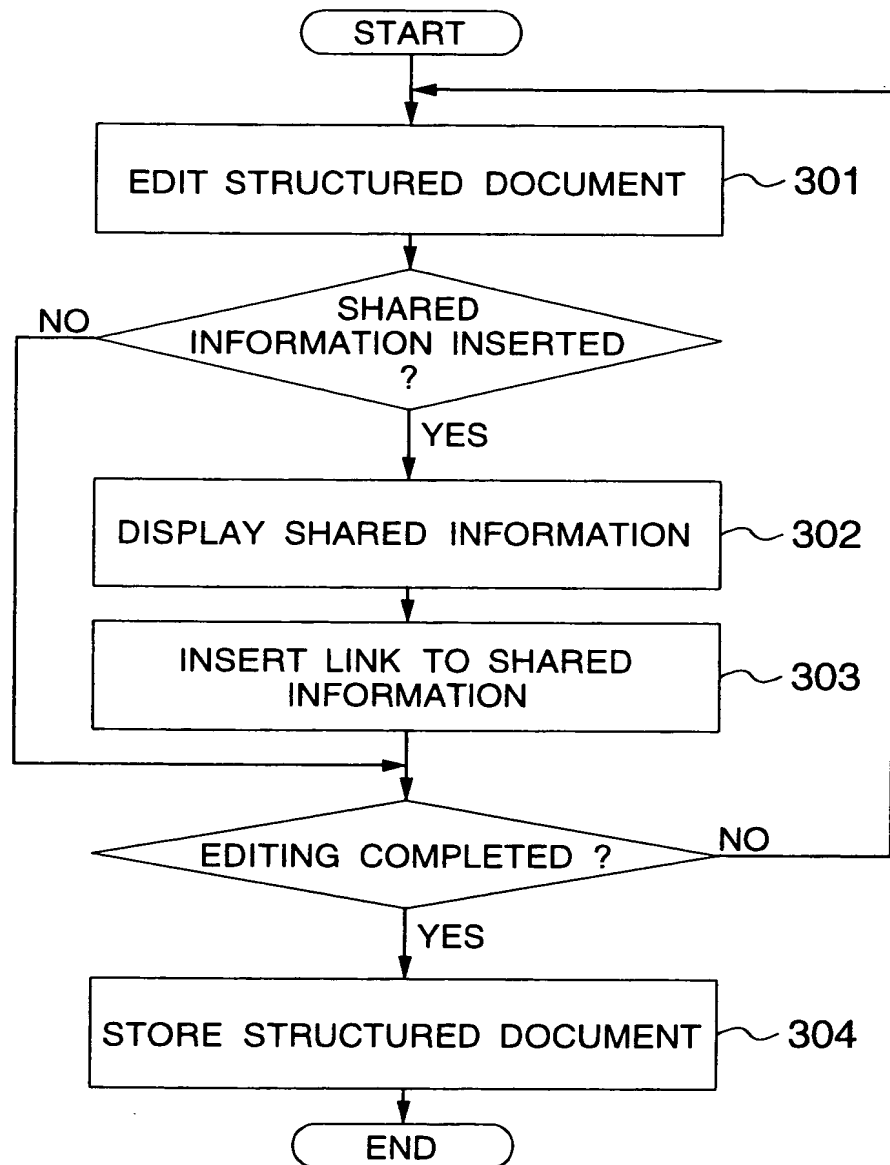 START
EDIT STRUCTURED DOCUMENT
301
SHARED
INFORMATION INSERTED
?
NO
YES
DISPLAY SHARED INFORMATION
302
INSERT LINK TO SHARED
INFORMATION
303
EDITING COMPLETED ?
NO
YES
STORE STRUCTURED DOCUMENT
304
END